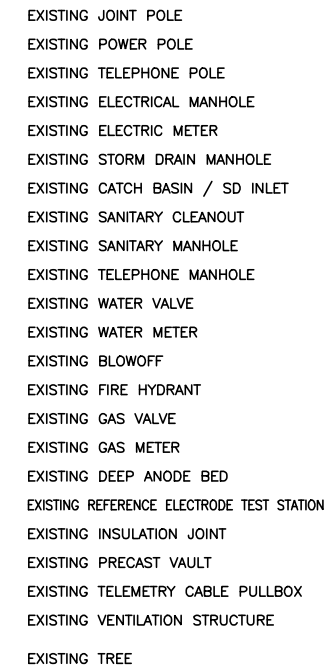 EXISTING JOINT POLE
EXISTING POWER POLE
EXISTING TELEPHONE POLE
EXISTING ELECTRICAL MANHOLE
EXISTING ELECTRIC METER
EXISTING STORM DRAIN MANHOLE
EXISTING CATCH BASIN / SD INLET
EXISTING SANITARY CLEANOUT
EXISTING SANITARY MANHOLE
EXISTING TELEPHONE MANHOLE
EXISTING WATER VALVE
EXISTING WATER METER
EXISTING BLOWOFF
EXISTING FIRE HYDRANT
EXISTING GAS VALVE
EXISTING GAS METER
EXISTING DEEP ANODE BED
EXISTING REFERENCE ELECTRODE TEST STATION
EXISTING INSULATION JOINT
EXISTING PRECAST VAULT
EXISTING TELEMETRY CABLE PULLBOX
EXISTING VENTILATION STRUCTURE
EXISTING TREE